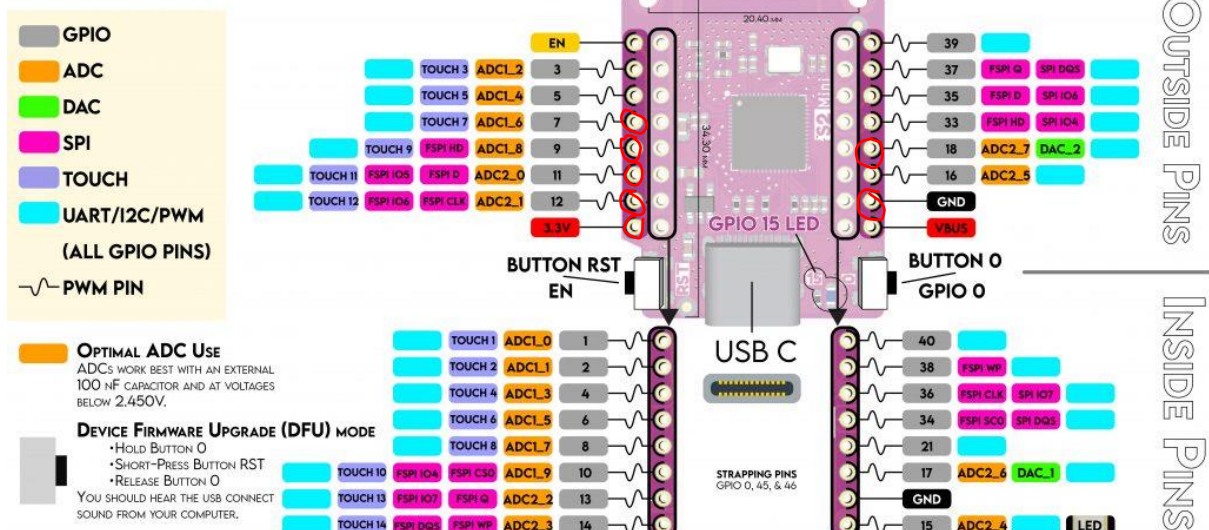 GPIO
ADC
DAC
SPI
TOUCH
UART/I2C/PWM
(ALL GPIO PINS)
PWM PIN
20.40 MM
34.30 MM
S2 Mini
EN
TOUCH 3 ADC1_2 3
TOUCH 5 ADC1_4 5
TOUCH 7 ADC1_6 7
TOUCH 9 FSPI HD ADC1_8 9
TOUCH 11 FSPI IO5 FSPI D ADC2_0 11
TOUCH 12 FSPI IO6 FSPI CLK ADC2_1 12
3.3V
39
37 FSPI Q SPI DQS
35 FSPI D SPI IO6
33 FSPI HD SPI IO4
18 ADC2_7 DAC_2
16 ADC2_5
GND
VBUS
GPIO 15 LED
RST
15
0
BUTTON RST
EN
BUTTON 0
GPIO 0
OUTSIDE PINS
INSIDE PINS
USB C
OPTIMAL ADC USE
ADCS WORK BEST WITH AN EXTERNAL
100 NF CAPACITOR AND AT VOLTAGES
BELOW 2.450V.
DEVICE FIRMWARE UPGRADE (DFU) MODE
•HOLD BUTTON 0
•SHORT-PRESS BUTTON RST
•RELEASE BUTTON 0
YOU SHOULD HEAR THE USB CONNECT
SOUND FROM YOUR COMPUTER.
TOUCH 1 ADC1_0 1
TOUCH 2 ADC1_1 2
TOUCH 4 ADC1_3 4
TOUCH 6 ADC1_5 6
TOUCH 8 ADC1_7 8
TOUCH 10 FSPI IO4 FSPI CS0 ADC1_9 10
TOUCH 13 FSPI IO7 FSPI Q ADC2_2 13
TOUCH 14 FSPI DQS FSPI WP ADC2_3 14
STRAPPING PINS
GPIO 0, 45, & 46
40
38 FSPI WP
36 FSPI CLK SPI IO7
34 FSPI SC0 SPI DQS
21
17 ADC2_6 DAC_1
GND
15 ADC2_4 LED